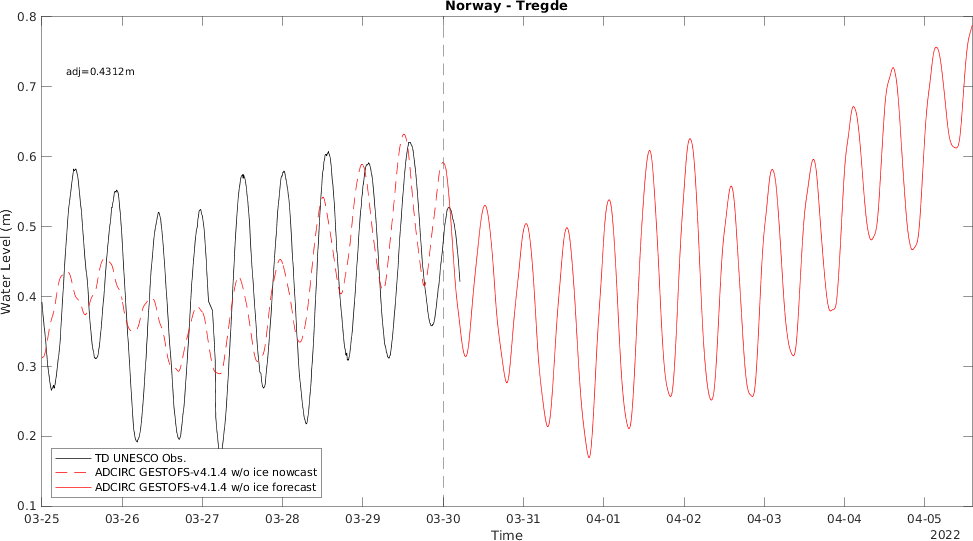 Norway - Tregde
0.8
0.7
0.6
0.5
0.4
0.3
0.2
0.1
Water Level (m)
adj=0.4312m
TD UNESCO Obs.
ADCIRC GESTOFS-v4.1.4 w/o ice nowcast
ADCIRC GESTOFS-v4.1.4 w/o ice forecast
03-25 03-26 03-27 03-28 03-29 03-30 03-31 04-01 04-02 04-03 04-04 04-05
Time
2022